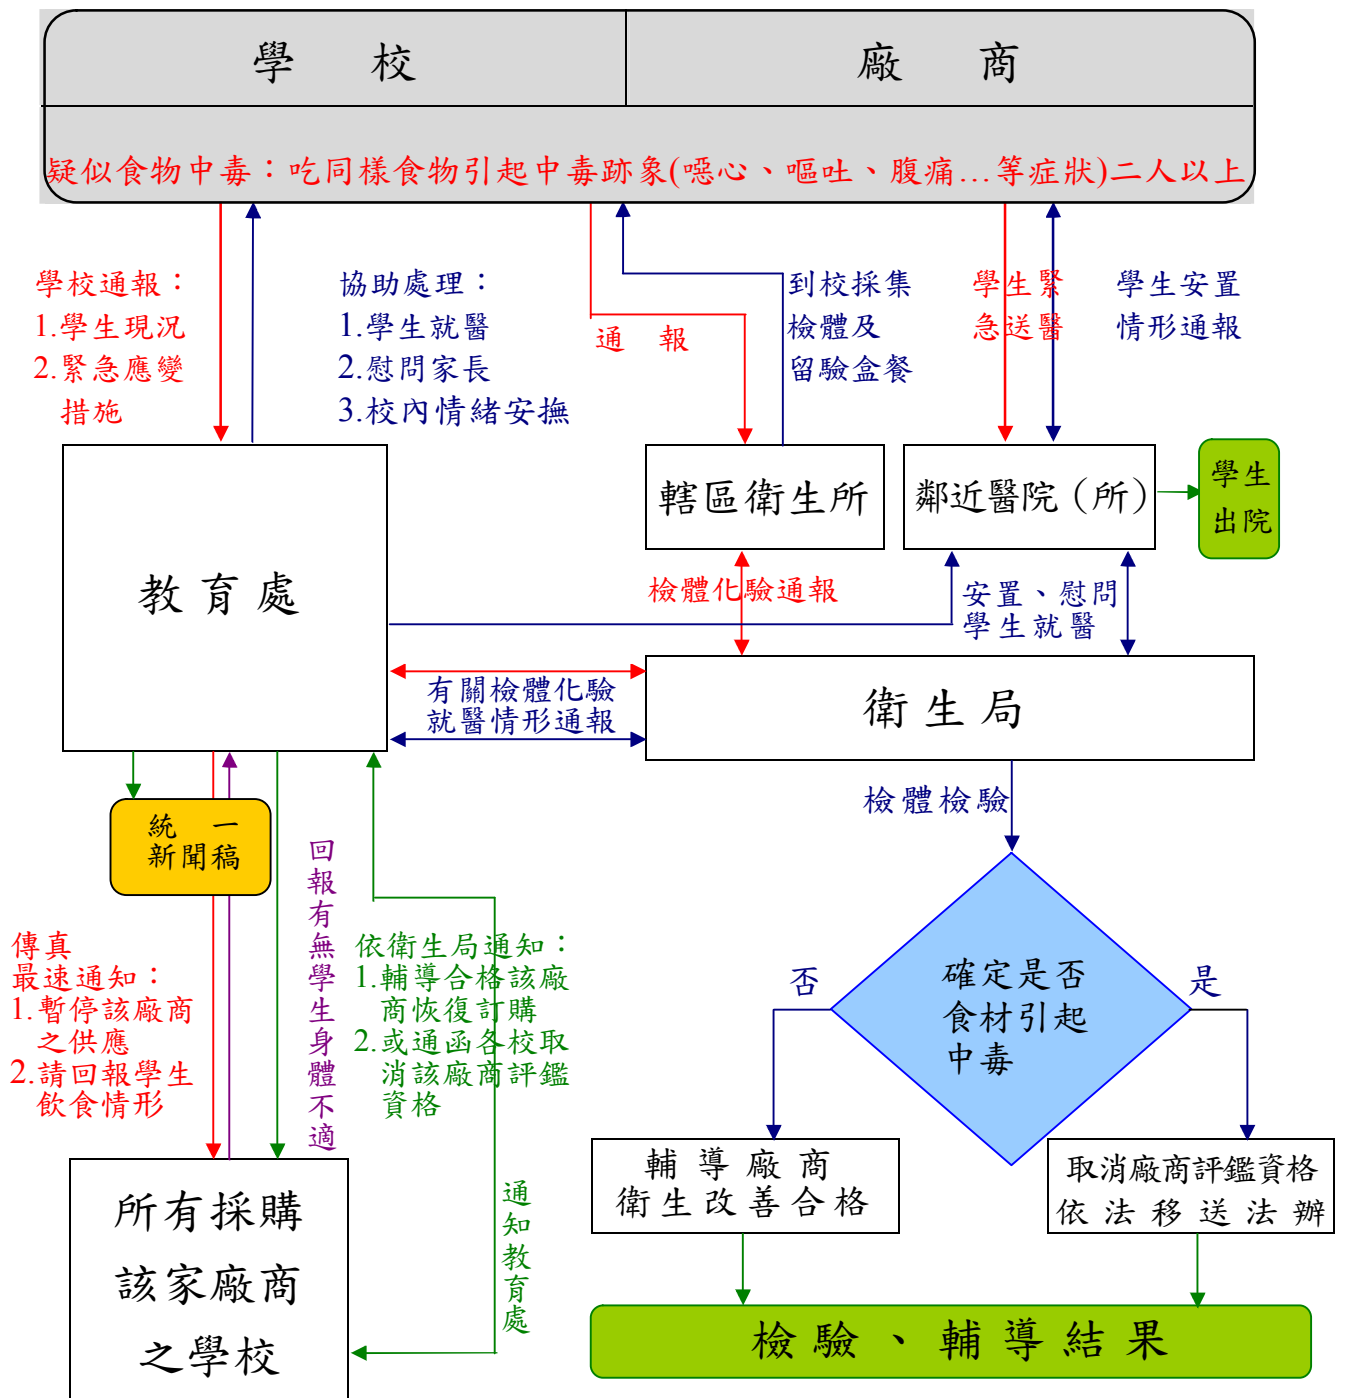 學校
廠商
疑似食物中毒：吃同樣食物引起中毒跡象(噁心、嘔吐、腹痛…等症狀)二人以上
學校通報：
1.學生現況
2.緊急應變
措施
協助處理：
1.學生就醫
2.慰問家長
3.校內情緒安撫
通報
到校採集
檢體及
留驗盒餐
學生緊
急送醫
學生安置
情形通報
教育處
轄區衛生所
鄰近醫院（所）
學生
出院
檢體化驗通報
安置、慰問
學生就醫
有關檢體化驗
就醫情形通報
衛生局
檢體檢驗
統一
新聞稿
回報有無學生身體不適
傳真
最速通知：
1.暫停該廠商
之供應
2.請回報學生
飲食情形
依衛生局通知：
1.輔導合格該廠
商恢復訂購
2.或通函各校取
消該廠商評鑑
資格
否
確定是否
食材引起
中毒
是
輔導廠商
衛生改善合格
取消廠商評鑑資格
依法移送法辦
所有採購
該家廠商
之學校
通知教育處
檢驗、輔導結果